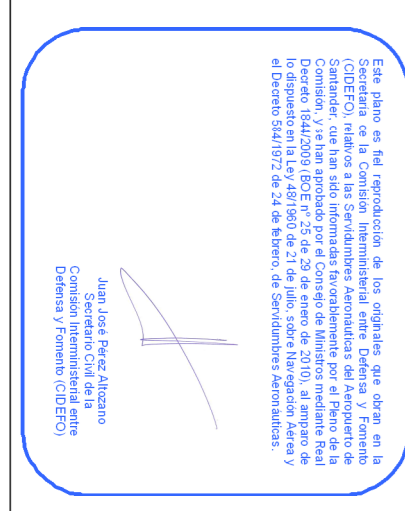 Este plano es fiel reproducción de los originales que obran en la
Secretaría ce la Comisión Interministerial entre Defensa y Fomento
(CIDEFO), relativos a las Servidumbres Aeronáuticas del Aeropuerto de
Santander, cue han sido informadas favorablemente por el Pleno de la
Comisión, y se han aprobado por el Consejo de Ministros mediante Real
Decreto 1844/2009 (BOE nº 25 de 29 de enero de 2010), al amparo de
lo dispuesto en la Ley 48/1960 de 21 de julio, sobre Navegación Aérea y
el Decreto 584/1972 de 24 de febrero, de Servidumbres Aeronáuticas.
Juan José Pérez Altozano
Secretario Civil de la
Comisión Interministerial entre
Defensa y Fomento (CIDEFO)